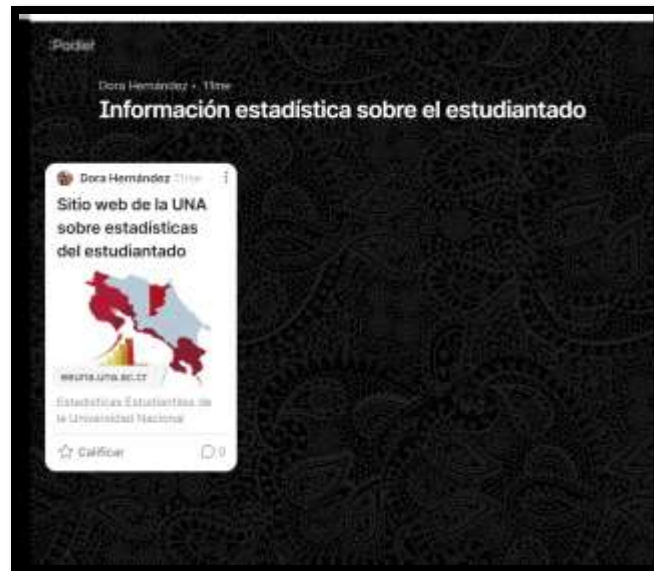 :Padlet
Dora Hernández • 11me
Información estadística sobre el estudiantado
Dora Hernández 11me
Sitio web de la UNA
sobre estadísticas
del estudiantado
eeuna.una.ac.cr
Estadísticas Estudiantiles de
la Universidad Nacional
Calificar
0